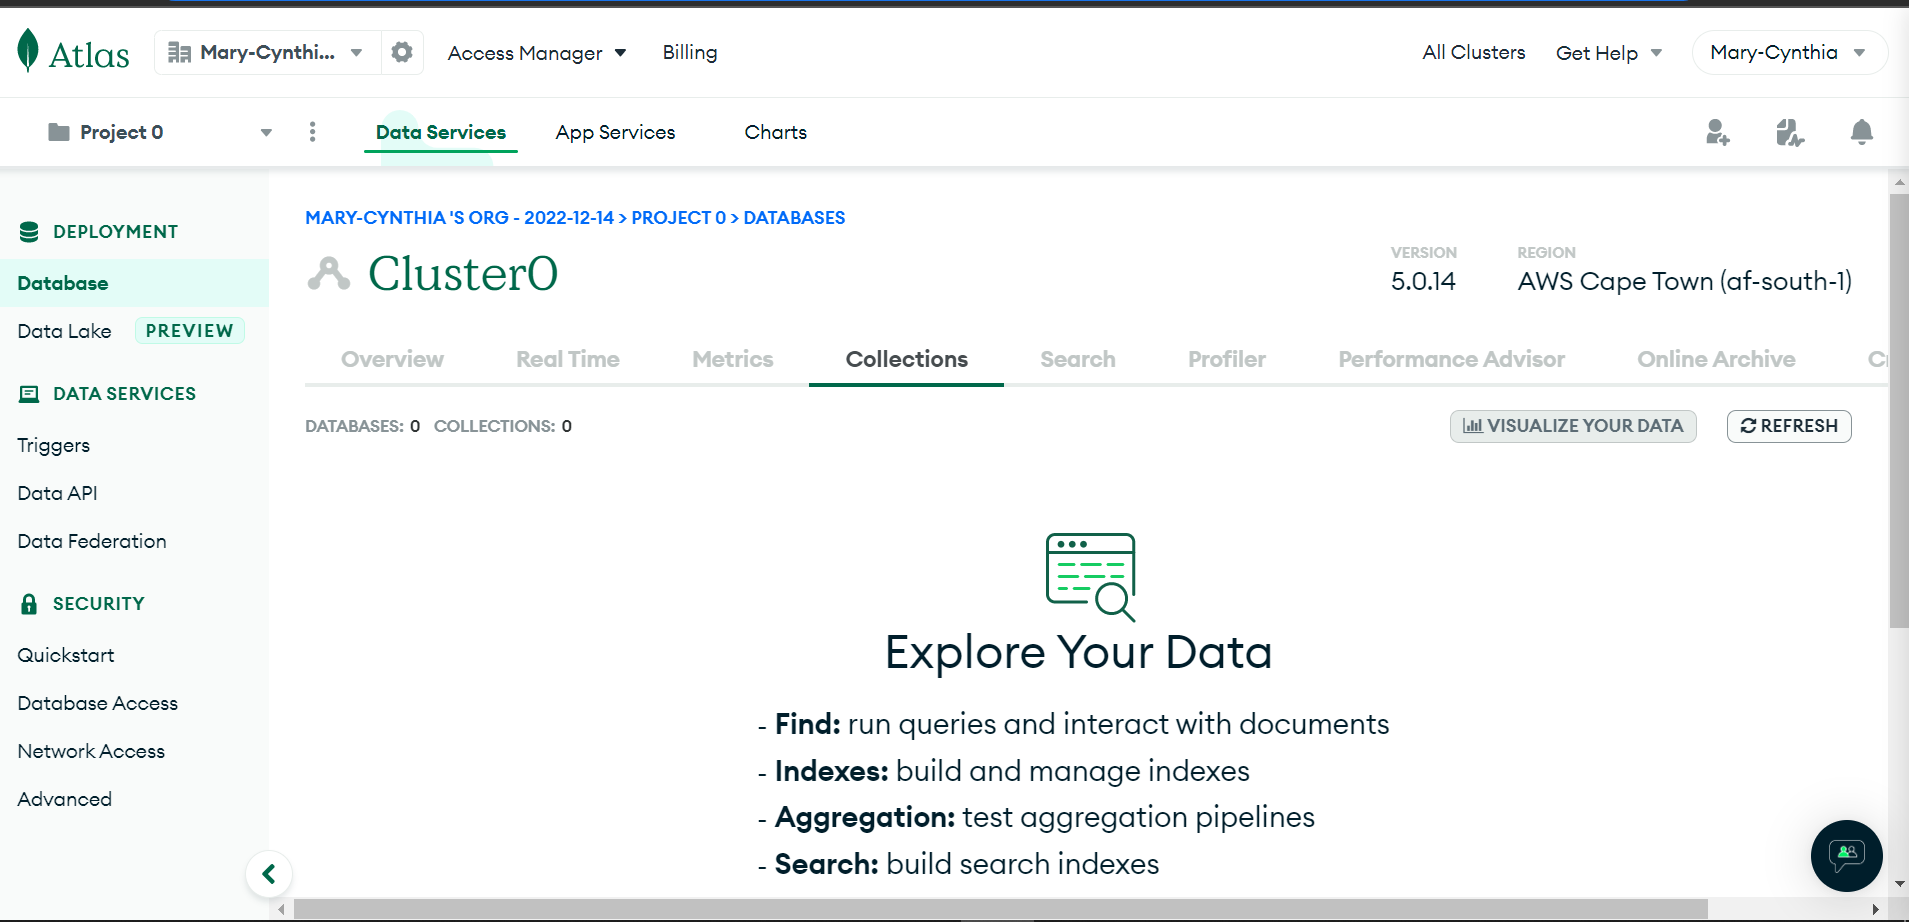 Atlas
Mary-Cynthi...
Access Manager
Billing
All Clusters
Get Help
Mary-Cynthia
Project 0
Data Services
App Services
Charts
DEPLOYMENT
Database
Data Lake PREVIEW
DATA SERVICES
Triggers
Data API
Data Federation
SECURITY
Quickstart
Database Access
Network Access
Advanced
MARY-CYNTHIA 'S ORG - 2022-12-14 > PROJECT 0 > DATABASES
Cluster0
VERSION
5.0.14
REGION
AWS Cape Town (af-south-1)
Overview
Real Time
Metrics
Collections
Search
Profiler
Performance Advisor
Online Archive
DATABASES: 0 COLLECTIONS: 0
VISUALIZE YOUR DATA
REFRESH
Explore Your Data
- Find: run queries and interact with documents
- Indexes: build and manage indexes
- Aggregation: test aggregation pipelines
- Search: build search indexes